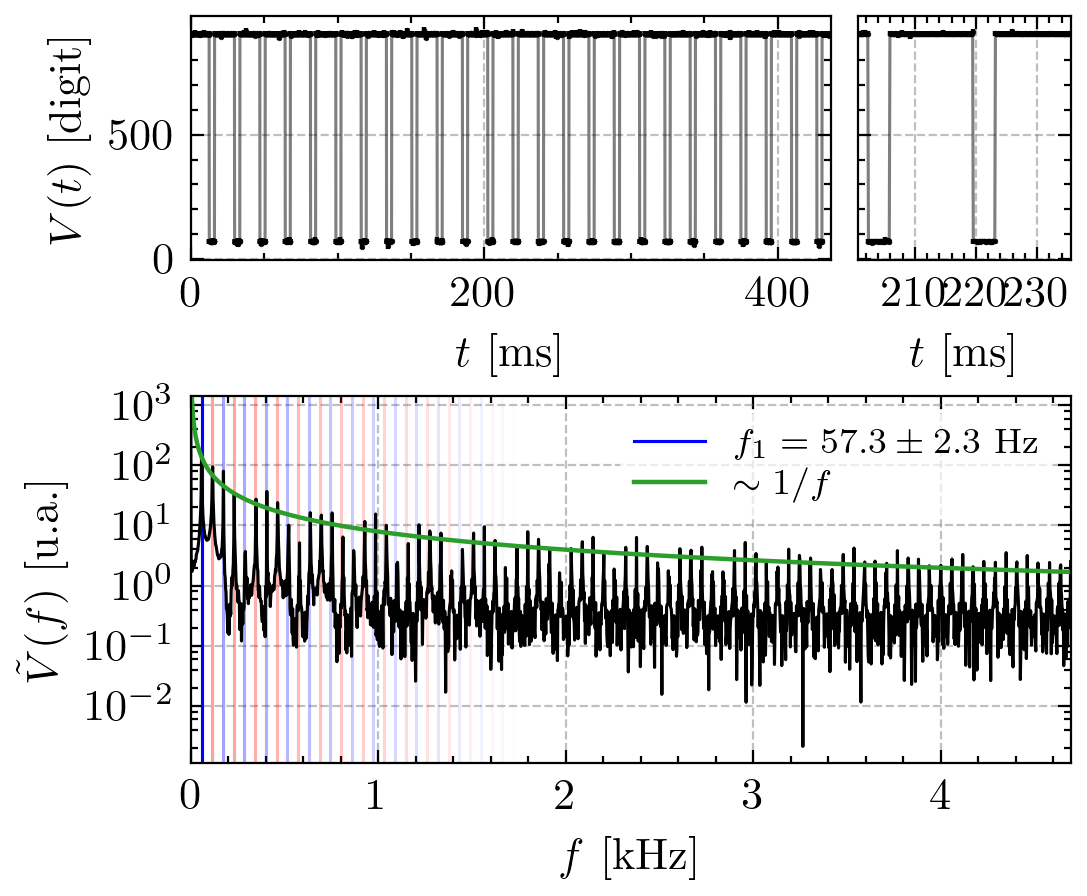 V(t) [digit]
500
0
0 200 400
210 220 230
t [ms]
t [ms]
Ṽ(f) [u.a.]
10³
10²
10¹
10⁰
10⁻¹
10⁻²
f₁ = 57.3 ± 2.3 Hz
∼ 1/f
0 1 2 3 4
f [kHz]